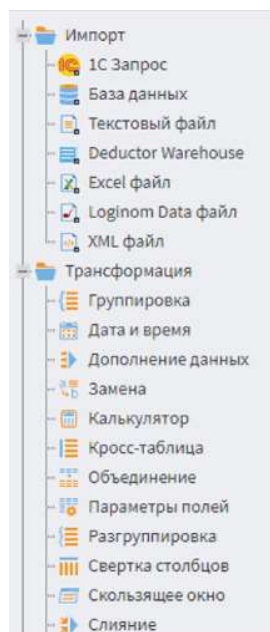 Импорт
1С Запрос
База данных
Текстовый файл
Deductor Warehouse
Excel файл
Loginom Data файл
XML файл
Трансформация
Группировка
Дата и время
Дополнение данных
Замена
Калькулятор
Кросс-таблица
Объединение
Параметры полей
Разгруппировка
Свертка столбцов
Скользящее окно
Слияние